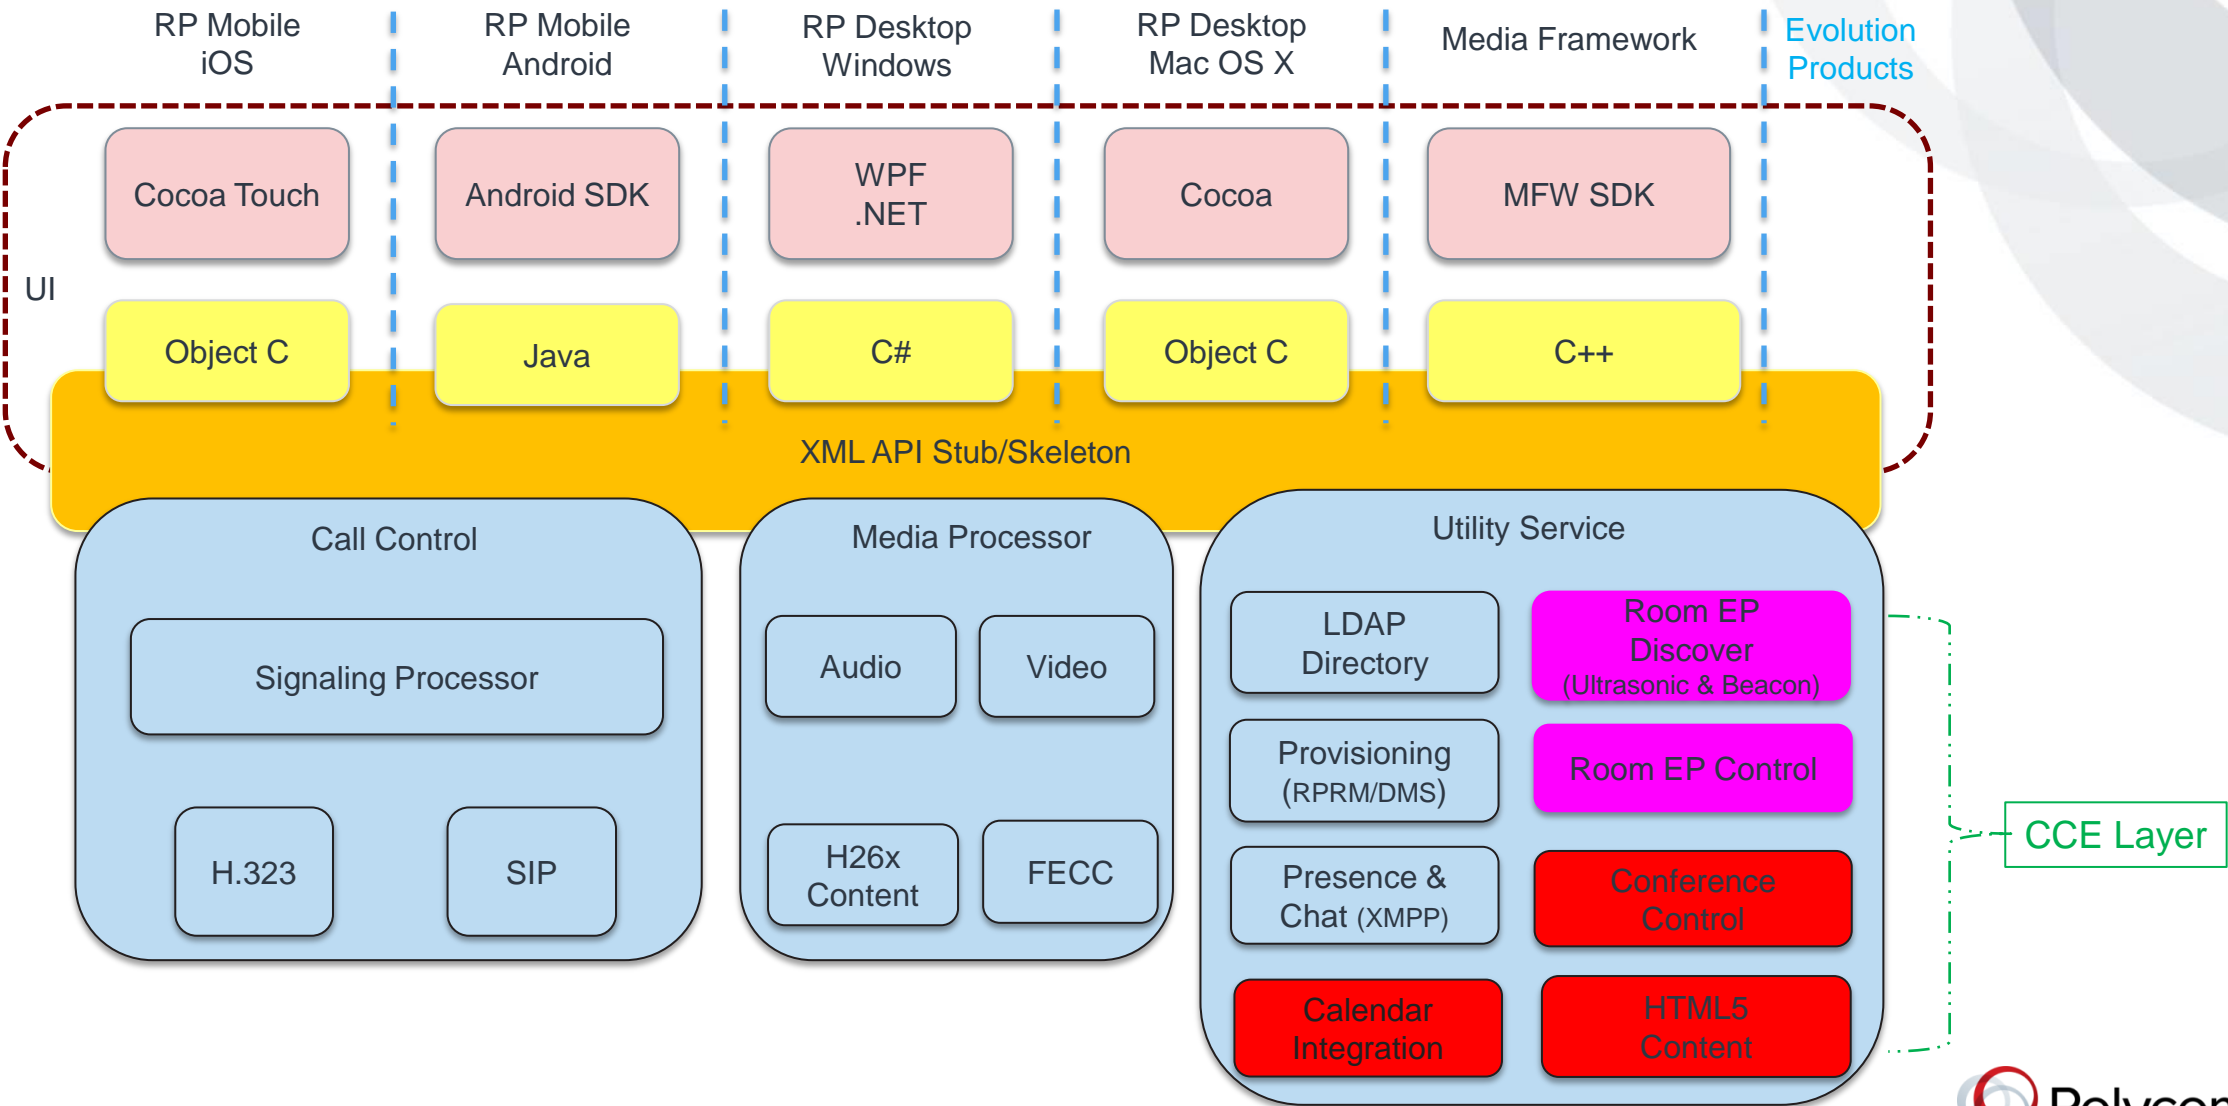 RP Mobile
iOS
RP Mobile
Android
RP Desktop
Windows
RP Desktop
Mac OS X
Media Framework
Evolution
Products
Cocoa Touch
Android SDK
WPF
.NET
Cocoa
MFW SDK
UI
Object C
Java
C#
Object C
C++
XML API Stub/Skeleton
Call Control
Signaling Processor
H.323
SIP
Media Processor
Audio
Video
H26x
Content
FECC
Utility Service
LDAP
Directory
Room EP
Discover
(Ultrasonic & Beacon)
Provisioning
(RPRM/DMS)
Room EP Control
Presence &
Chat (XMPP)
Conference
Control
Calendar
Integration
HTML5
Content
CCE Layer